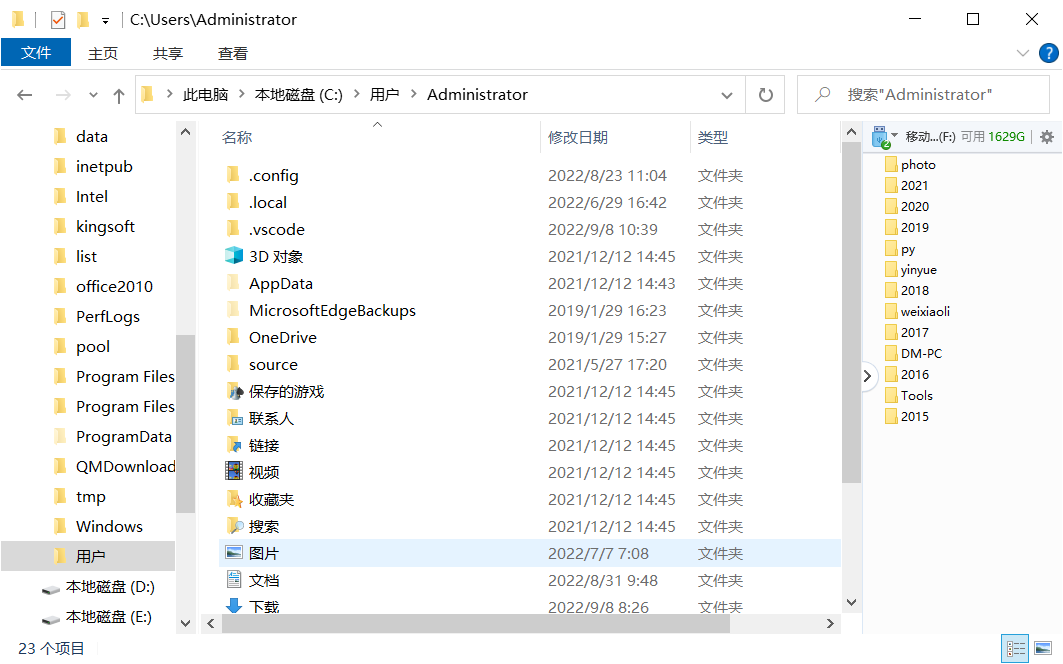 C:\Users\Administrator
文件 主页 共享 查看
此电脑 本地磁盘 (C:) 用户 Administrator 搜索"Administrator"
data
inetpub
Intel
kingsoft
list
office2010
PerfLogs
pool
Program Files
Program Files
ProgramData
QMDownload
tmp
Windows
用户
本地磁盘 (D:)
本地磁盘 (E:)
名称 修改日期 类型
.config 2022/8/23 11:04 文件夹
.local 2022/6/29 16:42 文件夹
.vscode 2022/9/8 10:39 文件夹
3D 对象 2021/12/12 14:45 文件夹
AppData 2021/12/12 14:43 文件夹
MicrosoftEdgeBackups 2019/1/29 16:23 文件夹
OneDrive 2019/1/29 15:27 文件夹
source 2021/5/27 17:20 文件夹
保存的游戏 2021/12/12 14:45 文件夹
联系人 2021/12/12 14:45 文件夹
链接 2021/12/12 14:45 文件夹
视频 2021/12/12 14:45 文件夹
收藏夹 2021/12/12 14:45 文件夹
搜索 2021/12/12 14:45 文件夹
图片 2022/7/7 7:08 文件夹
文档 2022/8/31 9:48 文件夹
下载 2022/9/8 8:26 文件夹
2 移动...(F:) 可用 1629G
photo
2021
2020
2019
py
yinyue
2018
weixiaoli
2017
DM-PC
2016
Tools
2015
23 个项目